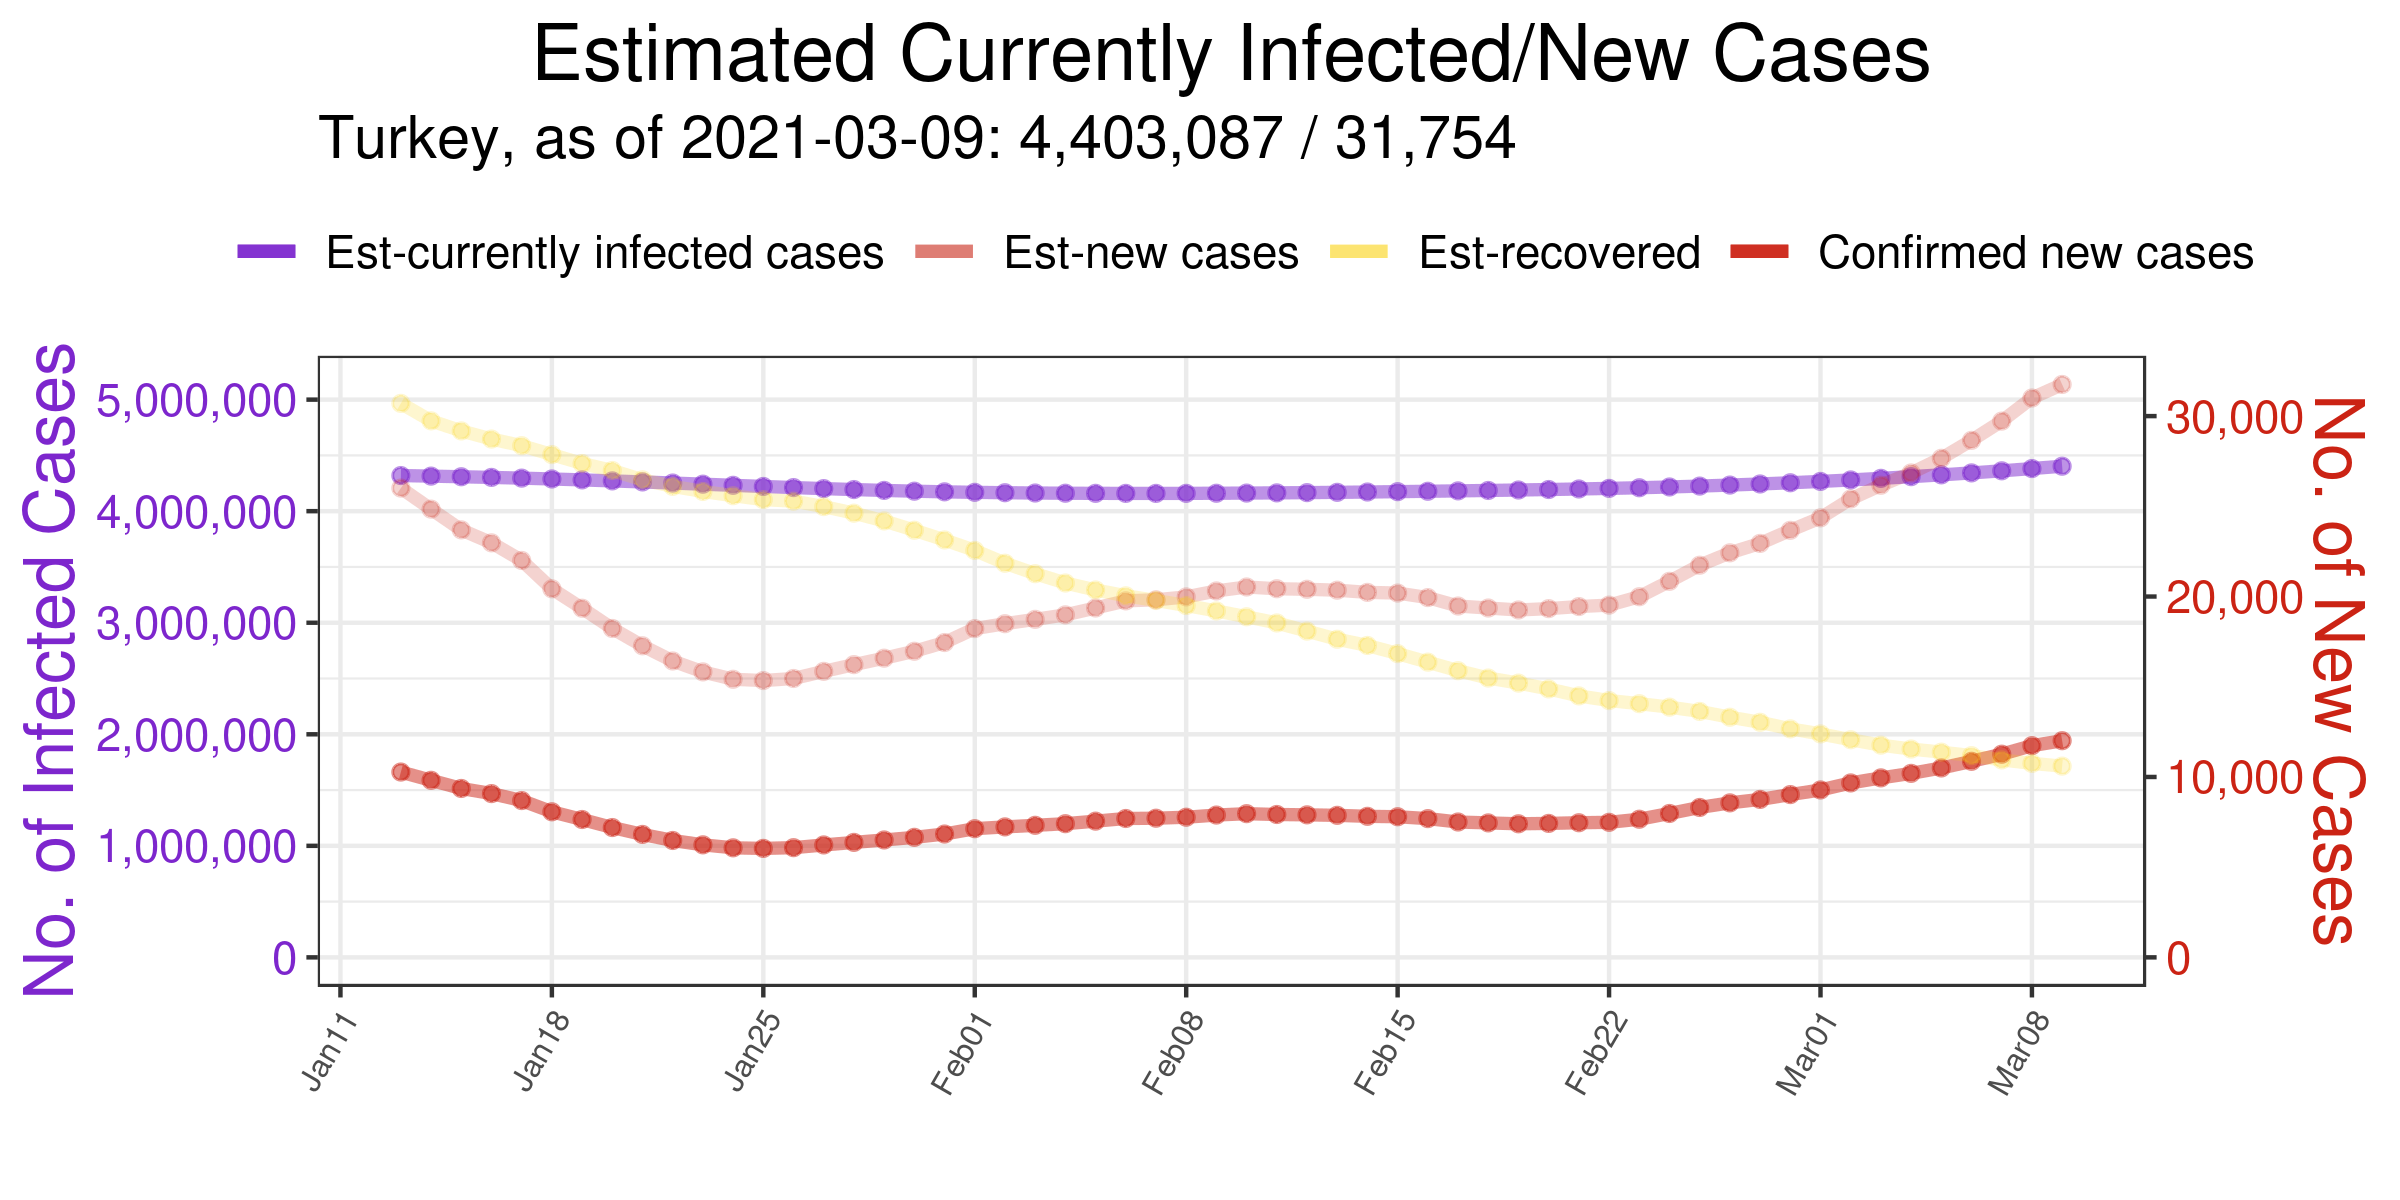 Estimated Currently Infected/New Cases
Turkey, as of 2021-03-09: 4,403,087 / 31,754
Est-currently infected cases Est-new cases Est-recovered Confirmed new cases
No. of Infected Cases
5,000,000
4,000,000
3,000,000
2,000,000
1,000,000
0
30,000
20,000
10,000
0
No. of New Cases
Jan11 Jan18 Jan25 Feb01 Feb08 Feb15 Feb22 Mar01 Mar08